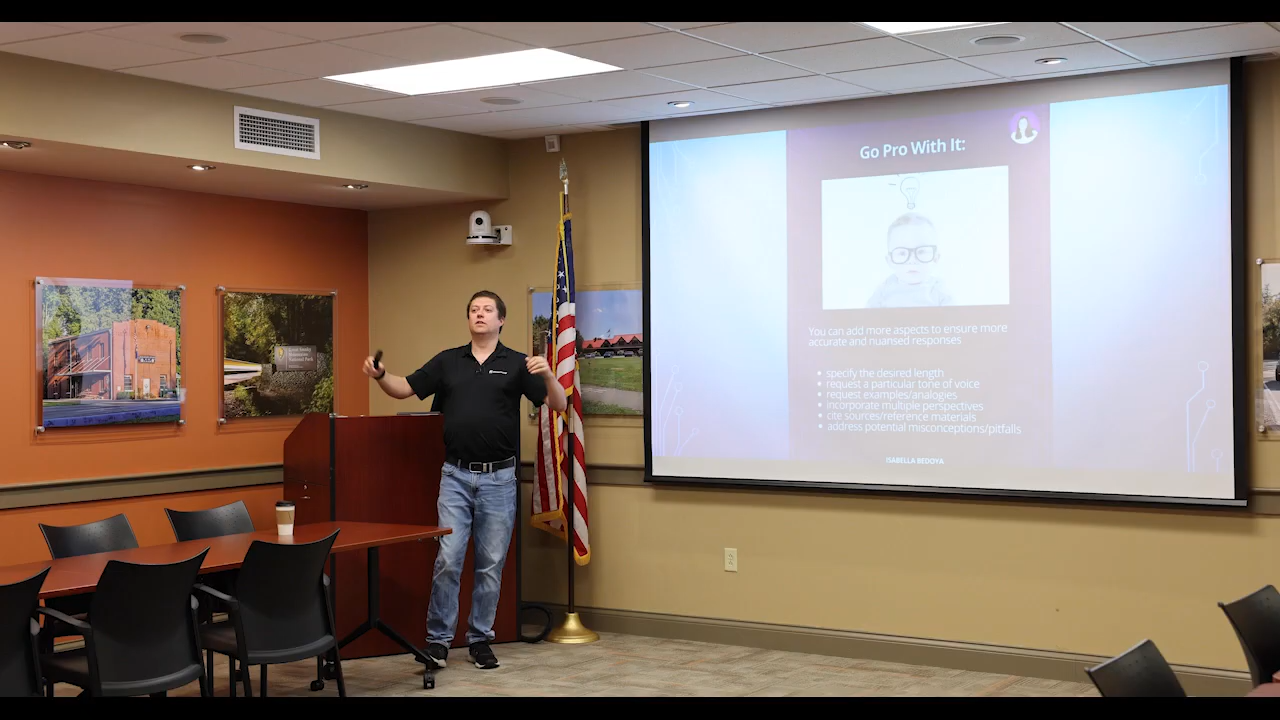 Go Pro With It:
You can add more aspects to ensure more
accurate and nuansed responses
• specify the desired length
• request a particular tone of voice
• request examples/analogies
• incorporate multiple perspectives
• cite sources/reference materials
• address potential misconceptions/pitfalls
ISABELLA BEDOYA